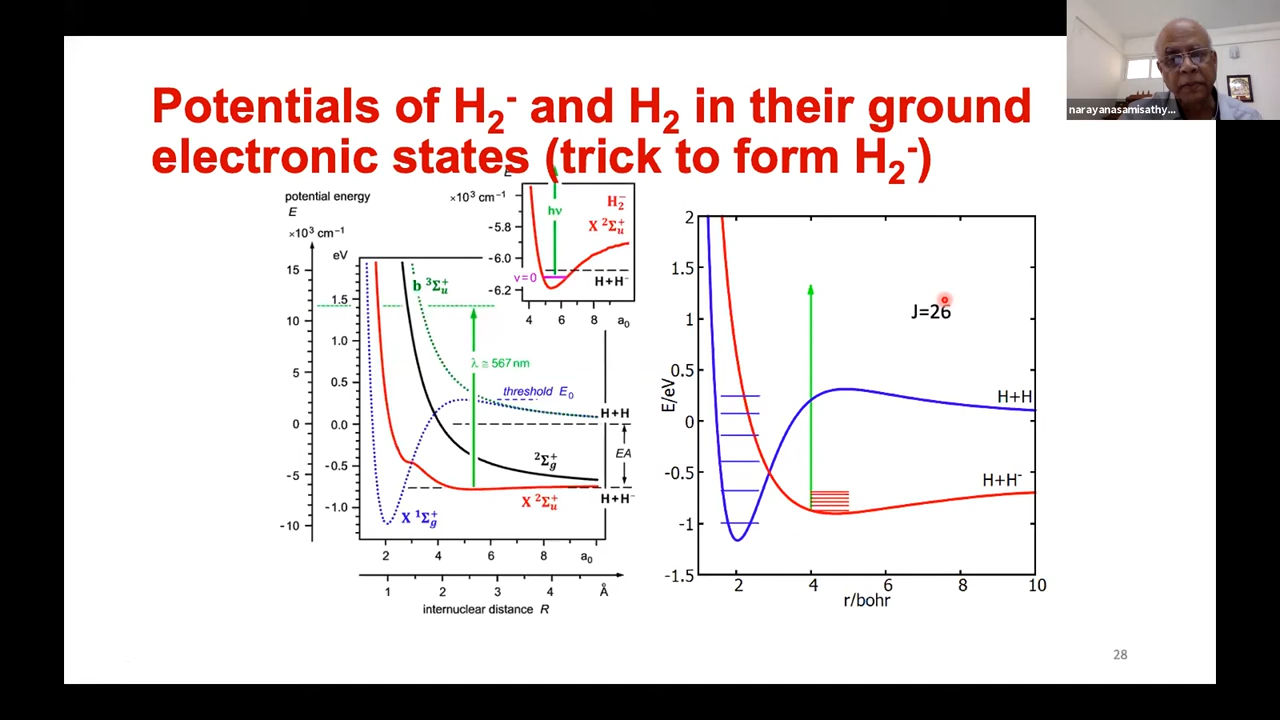 Potentials of H₂⁻ and H₂ in their ground
electronic states (trick to form H₂⁻)
narayanasamisathy...
potential energy
E
×10³ cm⁻¹
eV
15
10
5
0
-5
-10
1.5
1.0
0.5
0.0
-0.5
-1.0
b ³Σᵤ⁺
λ ≅ 567 nm
threshold E₀
H+H
EA
²Σg⁺
H+H⁻
X ²Σᵤ⁺
X ¹Σg⁺
2 4 6 8 a₀
1 2 3 4 Å
internuclear distance R
E
×10³ cm⁻¹
-5.8
-6.0
-6.2
hν
H₂⁻
X ²Σᵤ⁺
v=0
H+H⁻
4 6 8 a₀
E/eV
2
1.5
1
0.5
0
-0.5
-1
-1.5
J=26
H+H
H+H⁻
2 4 6 8 10
r/bohr
28